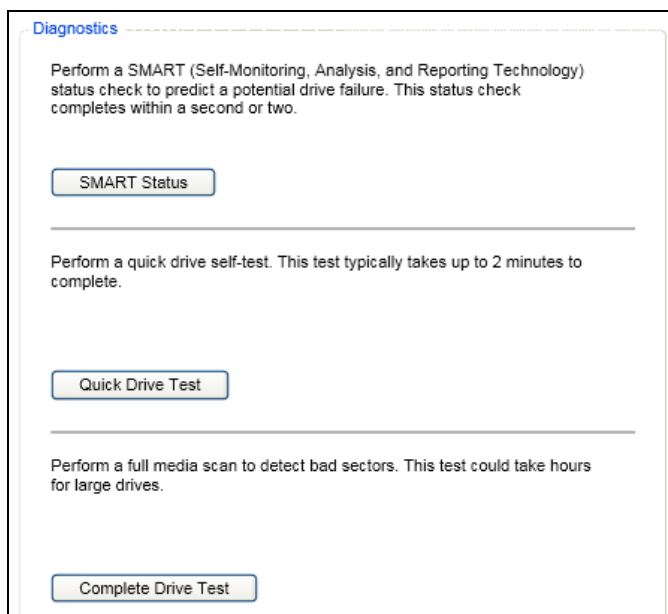 Diagnostics
Perform a SMART (Self-Monitoring, Analysis, and Reporting Technology)
status check to predict a potential drive failure. This status check
completes within a second or two.
SMART Status
Perform a quick drive self-test. This test typically takes up to 2 minutes to
complete.
Quick Drive Test
Perform a full media scan to detect bad sectors. This test could take hours
for large drives.
Complete Drive Test